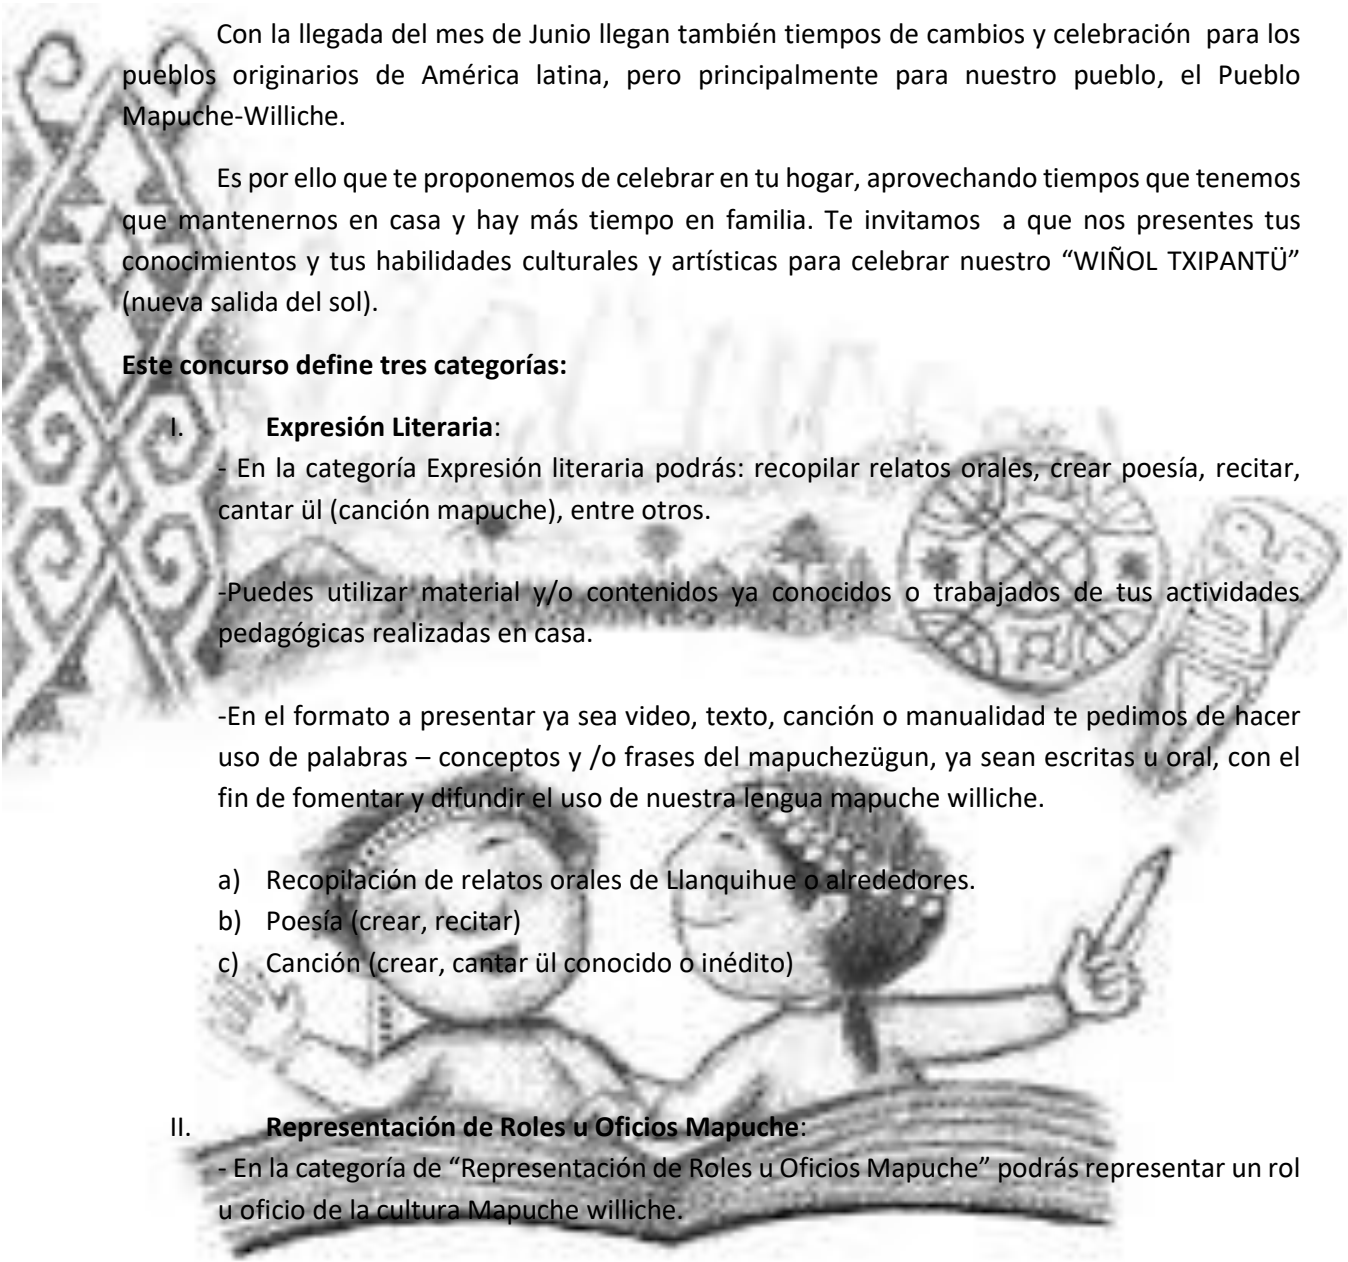 Con la llegada del mes de Junio llegan también tiempos de cambios y celebración para los
pueblos originarios de América latina, pero principalmente para nuestro pueblo, el Pueblo
Mapuche-Williche.
Es por ello que te proponemos de celebrar en tu hogar, aprovechando tiempos que tenemos
que mantenernos en casa y hay más tiempo en familia. Te invitamos a que nos presentes tus
conocimientos y tus habilidades culturales y artísticas para celebrar nuestro “WIÑOL TXIPANTÜ”
(nueva salida del sol).
Este concurso define tres categorías:
I. Expresión Literaria:
- En la categoría Expresión literaria podrás: recopilar relatos orales, crear poesía, recitar,
cantar ül (canción mapuche), entre otros.
-Puedes utilizar material y/o contenidos ya conocidos o trabajados de tus actividades
pedagógicas realizadas en casa.
-En el formato a presentar ya sea video, texto, canción o manualidad te pedimos de hacer
uso de palabras – conceptos y /o frases del mapuchezügun, ya sean escritas u oral, con el
fin de fomentar y difundir el uso de nuestra lengua mapuche williche.
a) Recopilación de relatos orales de Llanquihue o alrededores.
b) Poesía (crear, recitar)
c) Canción (crear, cantar ül conocido o inédito)
II. Representación de Roles u Oficios Mapuche:
- En la categoría de “Representación de Roles u Oficios Mapuche” podrás representar un rol
u oficio de la cultura Mapuche williche.